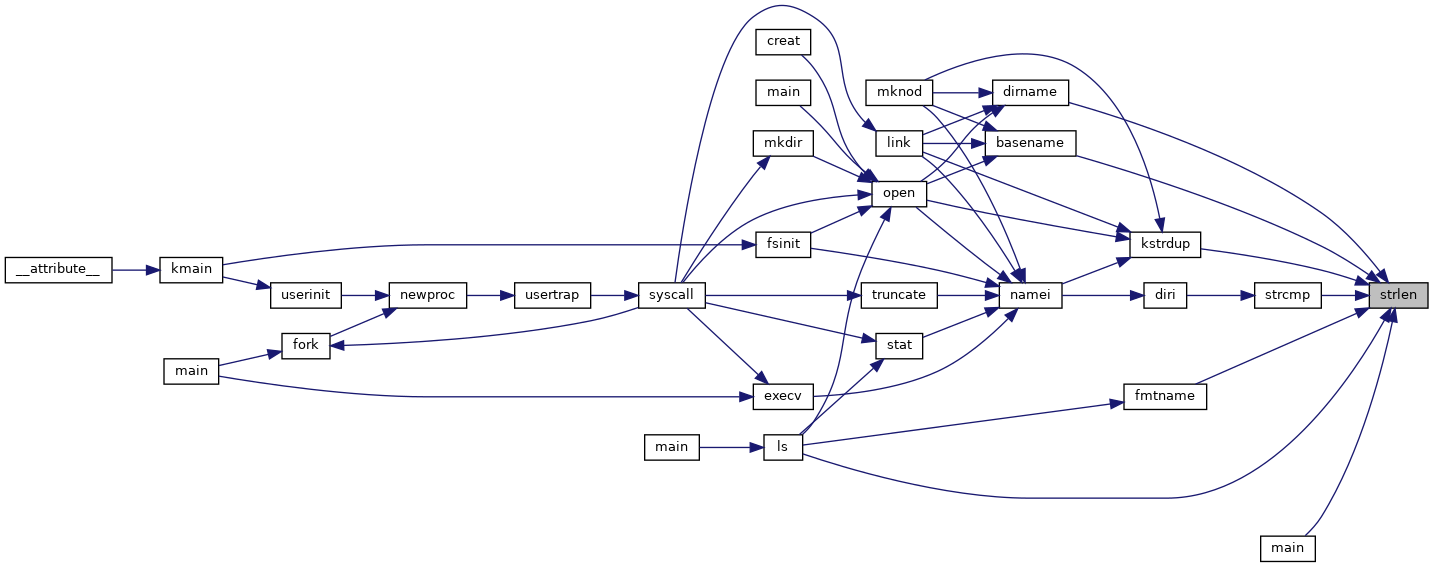 creat
main
mknod
dirname
mkdir
link
basename
open
fsinit
kstrdup
__attribute__
kmain
userinit
newproc
usertrap
syscall
truncate
namei
diri
strcmp
strlen
fork
stat
main
execv
fmtname
main
ls
main